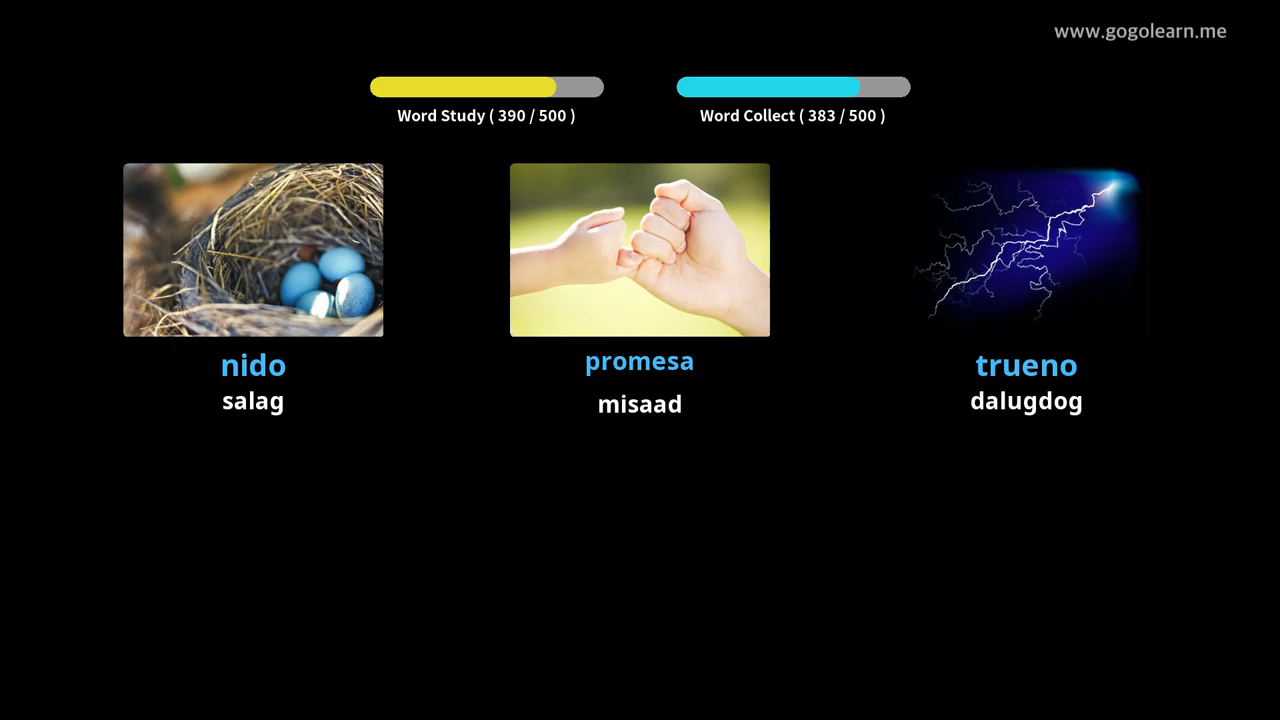 www.gogolearn.me
Word Study ( 390 / 500 )
Word Collect ( 383 / 500 )
nido
salag
promesa
misaad
trueno
dalugdog